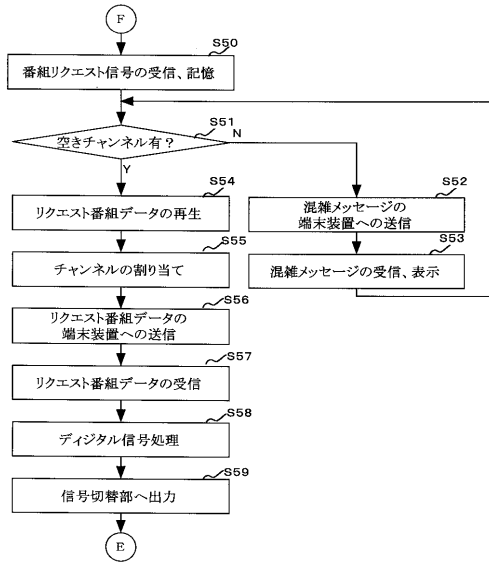 F
S50
番組リクエスト信号の受信、記憶
S51
空きチャンネル有？
N
Y
S54
リクエスト番組データの再生
S55
チャンネルの割り当て
S56
リクエスト番組データの
端末装置への送信
S57
リクエスト番組データの受信
S58
ディジタル信号処理
S59
信号切替部へ出力
E
S52
混雑メッセージの
端末装置への送信
S53
混雑メッセージの受信、表示